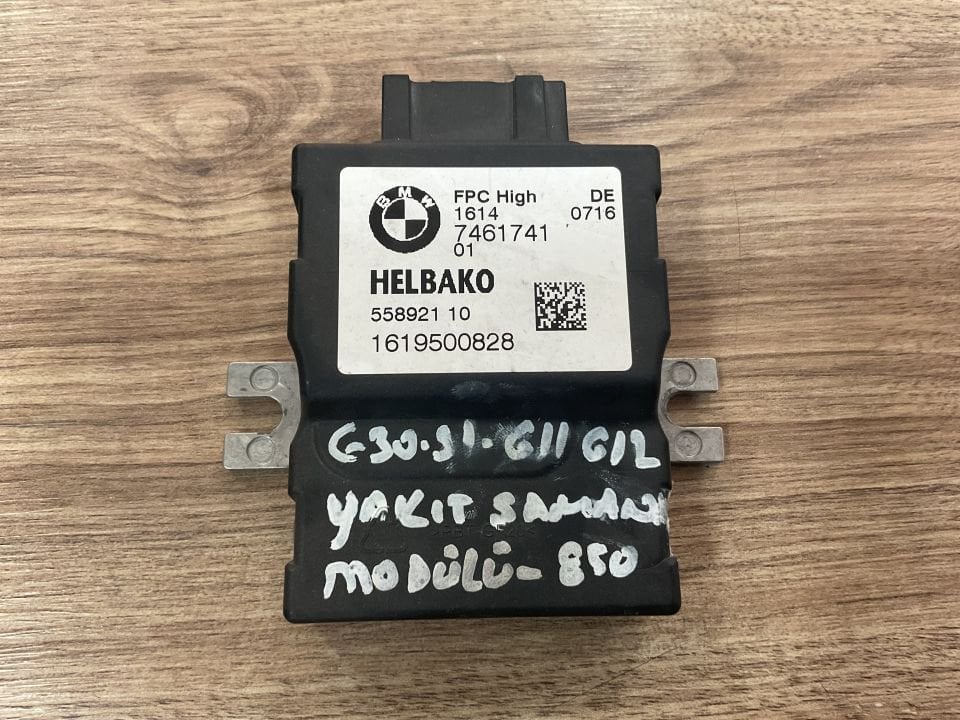 BMW
FPC High DE
1614 0716
7461741
01
HELBAKO
558921 10
1619500828
G30-31-G11 G12
YAKIT ŞAMANX
MODÜLÜ- 850